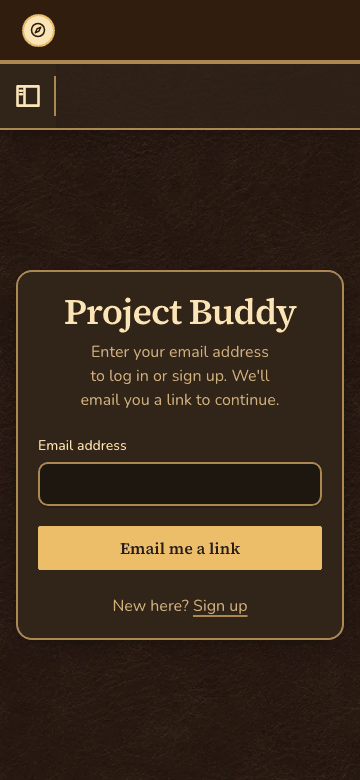 Project Buddy
Enter your email address
to log in or sign up. We'll
email you a link to continue.
Email address
Email me a link
New here? Sign up